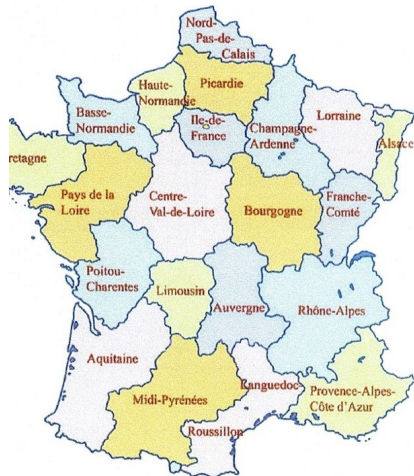 Nord-
Pas-de-
Calais
Haute-
Normandie
Picardie
Basse-
Normandie
Ile-de-
France
Champagne-
Ardenne
Lorraine
Alsace
retagne
Pays de la
Loire
Centre-
Val-de-Loire
Bourgogne
Franche-
Comté
Poitou-
Charentes
Limousin
Auvergne
Rhône-Alpes
Aquitaine
Midi-Pyrénées
Languedoc
Roussillon
Provence-Alpes-
Côte d'Azur